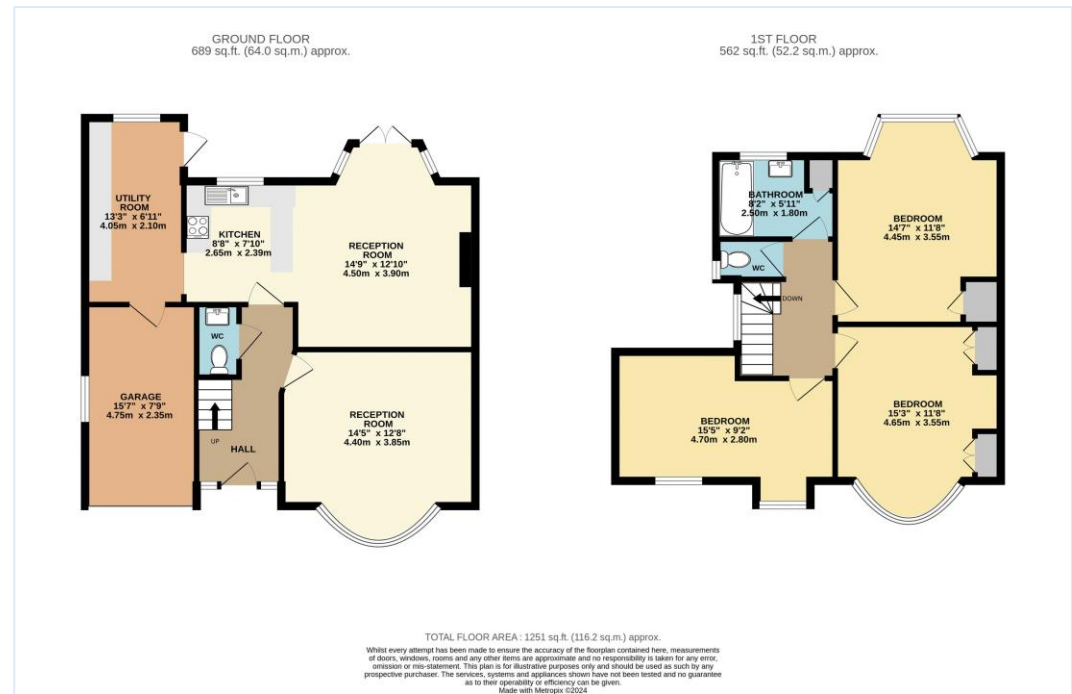 GROUND FLOOR
689 sq.ft. (64.0 sq.m.) approx.
UTILITY
ROOM
13'3" x 6'11"
4.05m x 2.10m
KITCHEN
8'8" x 7'10"
2.65m x 2.39m
RECEPTION
ROOM
14'9" x 12'10"
4.50m x 3.90m
WC
GARAGE
15'7" x 7'9"
4.75m x 2.35m
UP
HALL
RECEPTION
ROOM
14'5" x 12'8"
4.40m x 3.85m
1ST FLOOR
562 sq.ft. (52.2 sq.m.) approx.
BATHROOM
8'2" x 5'11"
2.50m x 1.80m
BEDROOM
14'7" x 11'8"
4.45m x 3.55m
WC
DOWN
BEDROOM
15'5" x 9'2"
4.70m x 2.80m
BEDROOM
15'3" x 11'8"
4.65m x 3.55m
TOTAL FLOOR AREA : 1251 sq.ft. (116.2 sq.m.) approx.
Whilst every attempt has been made to ensure the accuracy of the floorplan contained here, measurements
of doors, windows, rooms and any other items are approximate and no responsibility is taken for any error,
omission or mis-statement. This plan is for illustrative purposes only and should be used as such by any
prospective purchaser. The services, systems and appliances shown have not been tested and no guarantee
as to their operability or efficiency can be given.
Made with Metropix ©2024